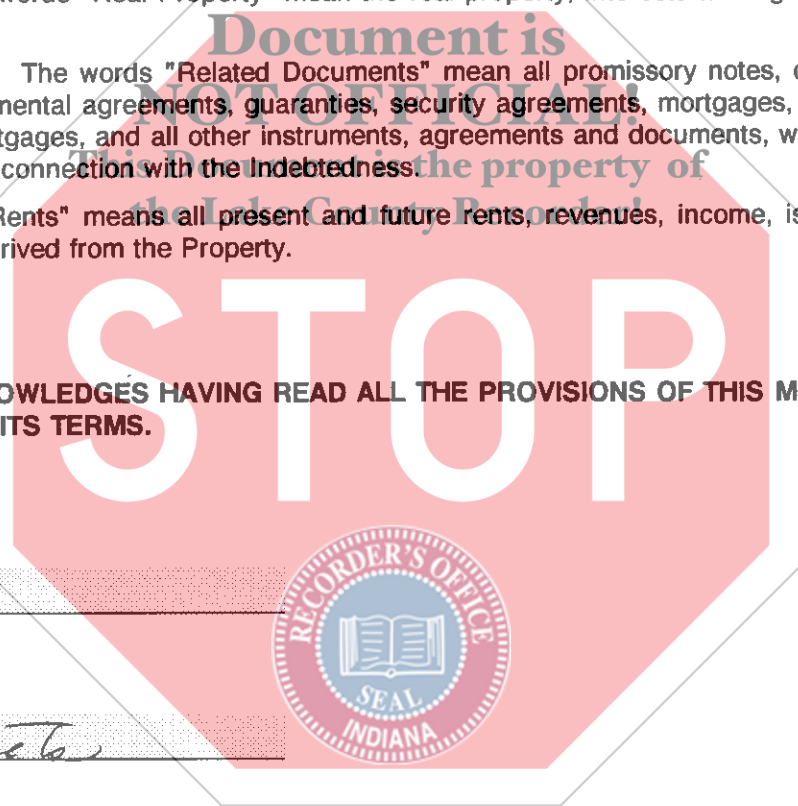 Document is
The words "Related Documents" mean all promissory notes,
mental agreements, guaranties, security agreements, mortgages,
NOT OFFICIAL!
tgages, and all other instruments, agreements and documents, w
This Document is the property of
connection with the Indebtedness.
the Lake County Recorder!
Rents" means all present and future rents, revenues, income, is
rived from the Property.
STOP
OWLEDGES HAVING READ ALL THE PROVISIONS OF THIS M
ITS TERMS.
RECORDER'S OFFICE
SEAL
INDIANA